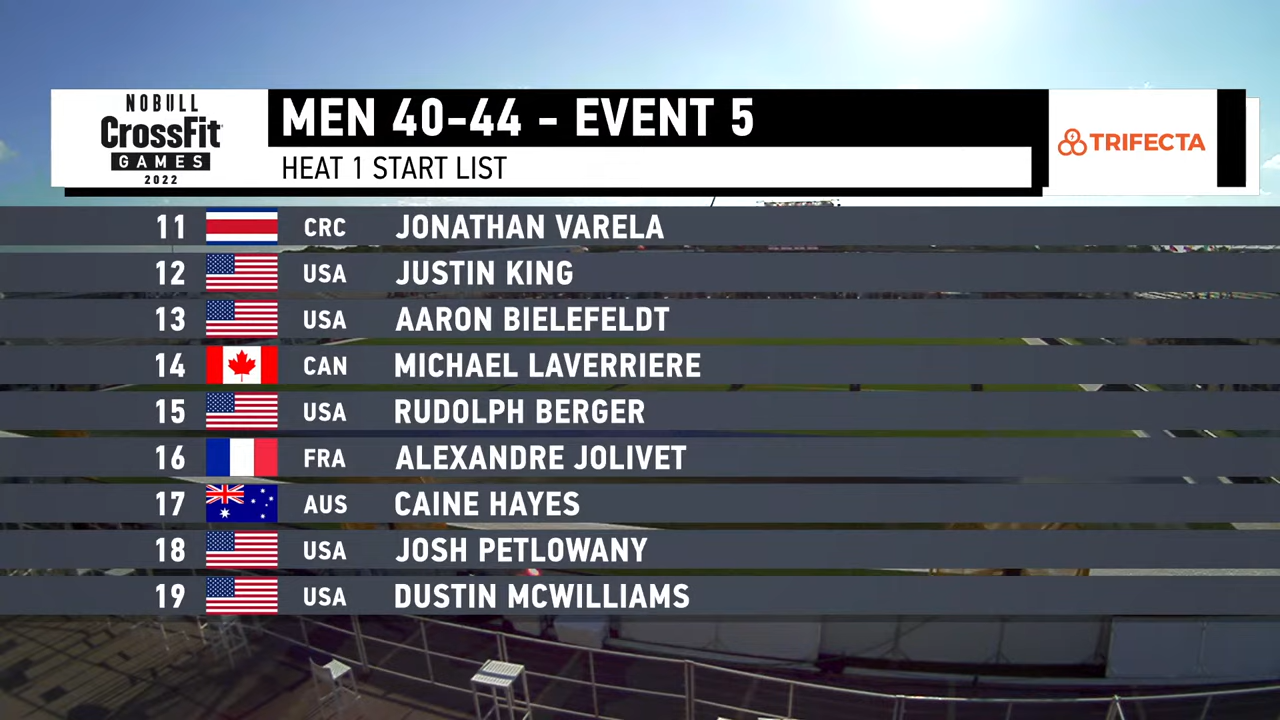 NOBULL
CrossFit
GAMES
2022
MEN 40-44 - EVENT 5
HEAT 1 START LIST
TRIFECTA
11 CRC JONATHAN VARELA
12 USA JUSTIN KING
13 USA AARON BIELEFELDT
14 CAN MICHAEL LAVERRIERE
15 USA RUDOLPH BERGER
16 FRA ALEXANDRE JOLIVET
17 AUS CAINE HAYES
18 USA JOSH PETLOWANY
19 USA DUSTIN MCWILLIAMS